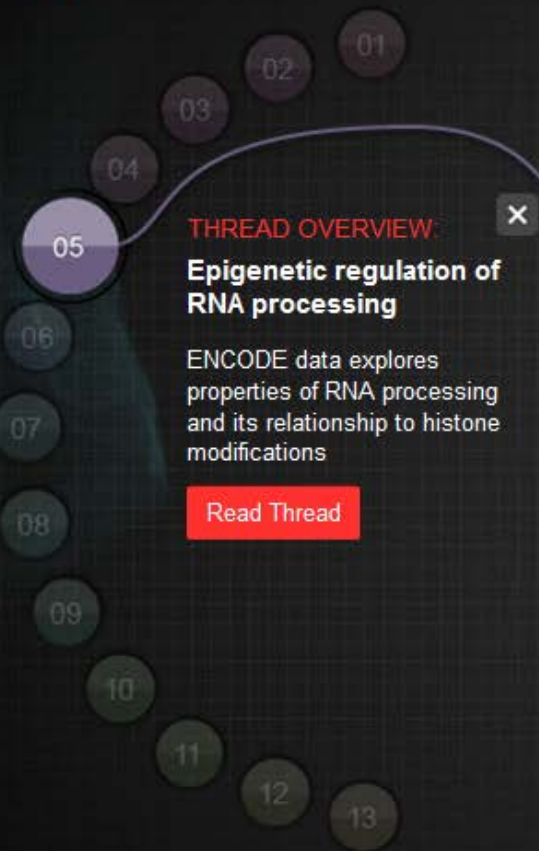 01
02
03
04
05
06
07
08
09
10
11
12
13
THREAD OVERVIEW:
Epigenetic regulation of
RNA processing
ENCODE data explores
properties of RNA processing
and its relationship to histone
modifications
Read Thread